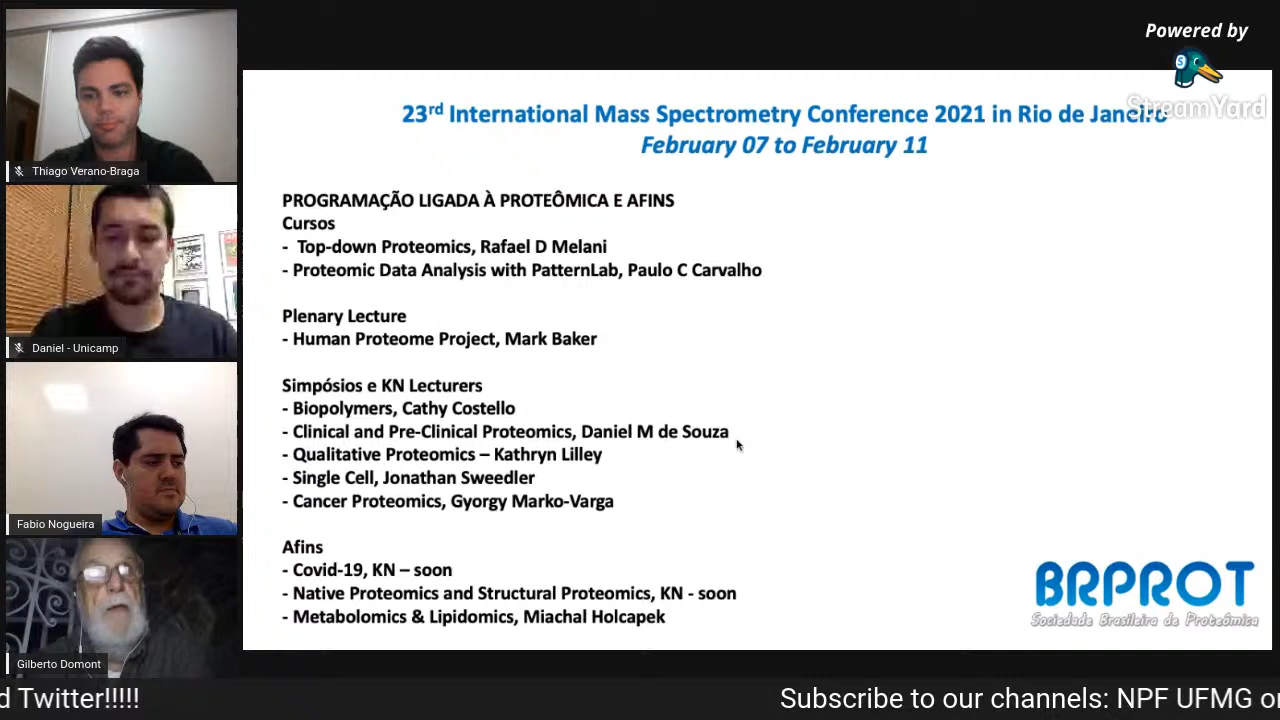 Powered by
StreamYard
Thiago Verano-Braga
Daniel - Unicamp
Fabio Nogueira
Gilberto Domont
23rd International Mass Spectrometry Conference 2021 in Rio de Janeiro
February 07 to February 11
PROGRAMAÇÃO LIGADA À PROTEÔMICA E AFINS
Cursos
- Top-down Proteomics, Rafael D Melani
- Proteomic Data Analysis with PatternLab, Paulo C Carvalho
Plenary Lecture
- Human Proteome Project, Mark Baker
Simpósios e KN Lecturers
- Biopolymers, Cathy Costello
- Clinical and Pre-Clinical Proteomics, Daniel M de Souza
- Qualitative Proteomics – Kathryn Lilley
- Single Cell, Jonathan Sweedler
- Cancer Proteomics, Gyorgy Marko-Varga
Afins
- Covid-19, KN – soon
- Native Proteomics and Structural Proteomics, KN - soon
- Metabolomics & Lipidomics, Miachal Holcapek
BRPROT
Sociedade Brasileira de Proteômica
d Twitter!!!!! Subscribe to our channels: NPF UFMG